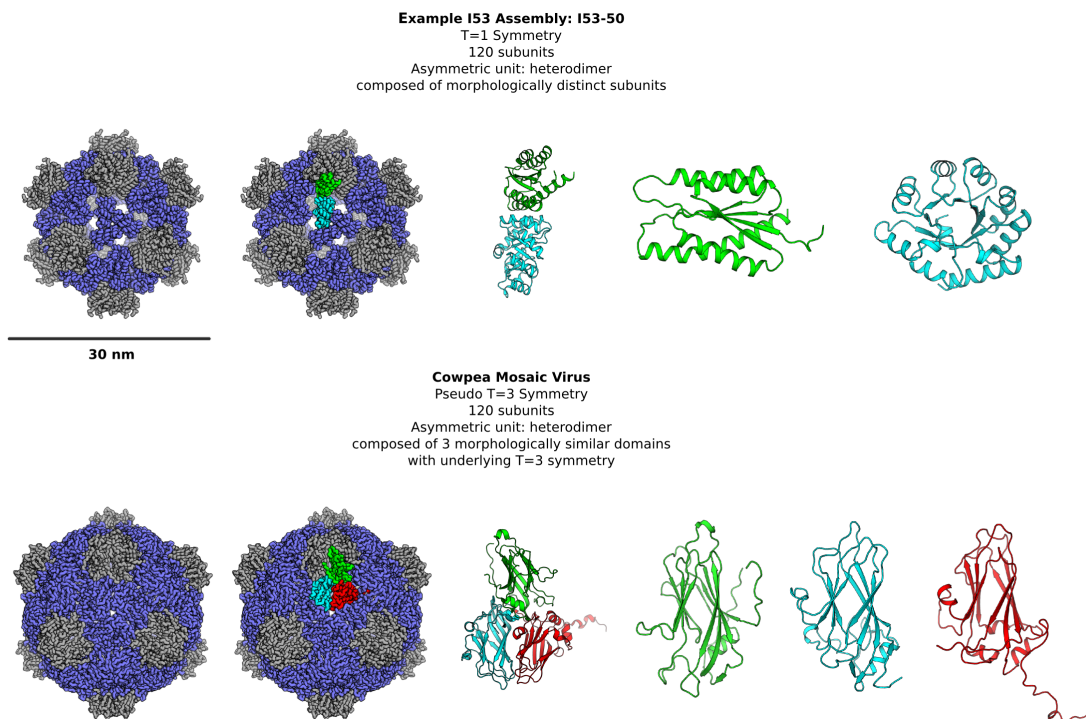 Example I53 Assembly: I53-50
T=1 Symmetry
120 subunits
Asymmetric unit: heterodimer
composed of morphologically distinct subunits
30 nm
Cowpea Mosaic Virus
Pseudo T=3 Symmetry
120 subunits
Asymmetric unit: heterodimer
composed of 3 morphologically similar domains
with underlying T=3 symmetry